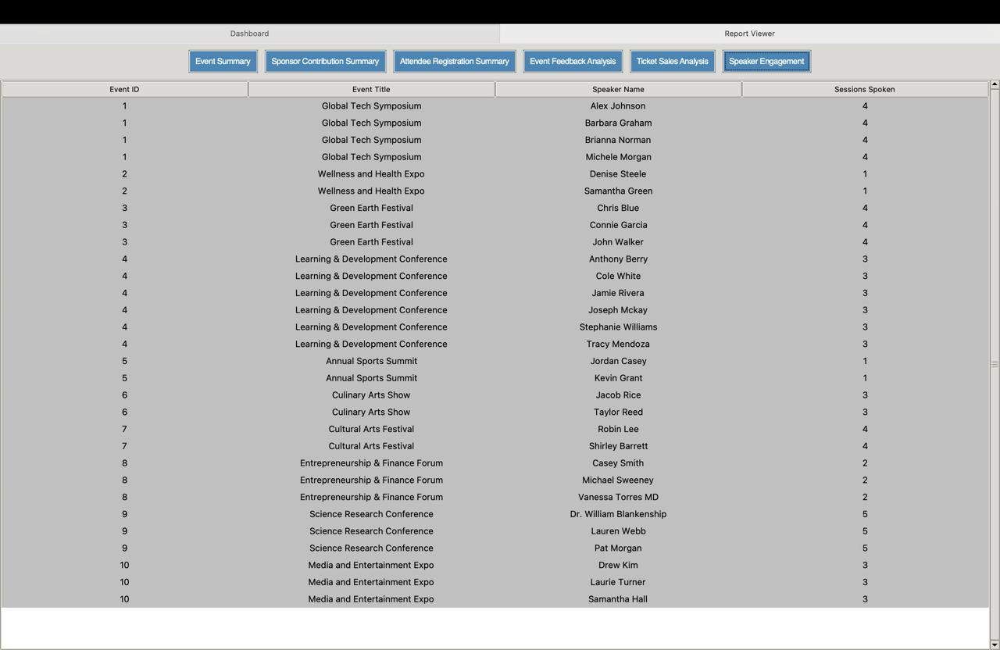 Dashboard Report Viewer
Event Summary Sponsor Contribution Summary Attendee Registration Summary Event Feedback Analysis Ticket Sales Analysis Speaker Engagement
Event ID Event Title Speaker Name Sessions Spoken
1 Global Tech Symposium Alex Johnson 4
1 Global Tech Symposium Barbara Graham 4
1 Global Tech Symposium Brianna Norman 4
1 Global Tech Symposium Michele Morgan 4
2 Wellness and Health Expo Denise Steele 1
2 Wellness and Health Expo Samantha Green 1
3 Green Earth Festival Chris Blue 4
3 Green Earth Festival Connie Garcia 4
3 Green Earth Festival John Walker 4
4 Learning & Development Conference Anthony Berry 3
4 Learning & Development Conference Cole White 3
4 Learning & Development Conference Jamie Rivera 3
4 Learning & Development Conference Joseph Mckay 3
4 Learning & Development Conference Stephanie Williams 3
4 Learning & Development Conference Tracy Mendoza 3
5 Annual Sports Summit Jordan Casey 1
5 Annual Sports Summit Kevin Grant 1
6 Culinary Arts Show Jacob Rice 3
6 Culinary Arts Show Taylor Reed 3
7 Cultural Arts Festival Robin Lee 4
7 Cultural Arts Festival Shirley Barrett 4
8 Entrepreneurship & Finance Forum Casey Smith 2
8 Entrepreneurship & Finance Forum Michael Sweeney 2
8 Entrepreneurship & Finance Forum Vanessa Torres MD 2
9 Science Research Conference Dr. William Blankenship 5
9 Science Research Conference Lauren Webb 5
9 Science Research Conference Pat Morgan 5
10 Media and Entertainment Expo Drew Kim 3
10 Media and Entertainment Expo Laurie Turner 3
10 Media and Entertainment Expo Samantha Hall 3